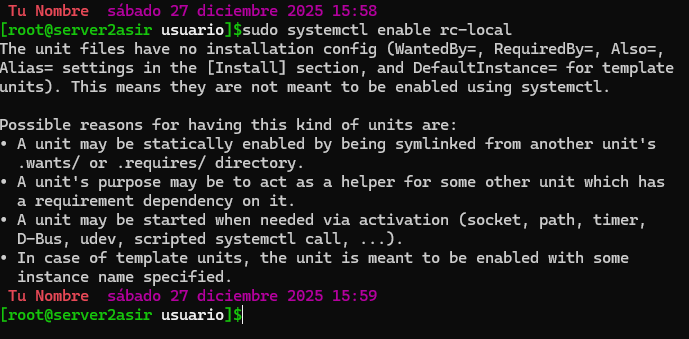 Tu Nombre  sábado 27 diciembre 2025 15:58
[root@server2asir usuario]$sudo systemctl enable rc-local
The unit files have no installation config (WantedBy=, RequiredBy=, Also=,
Alias= settings in the [Install] section, and DefaultInstance= for template
units). This means they are not meant to be enabled using systemctl.

Possible reasons for having this kind of units are:
• A unit may be statically enabled by being symlinked from another unit's
  .wants/ or .requires/ directory.
• A unit's purpose may be to act as a helper for some other unit which has
  a requirement dependency on it.
• A unit may be started when needed via activation (socket, path, timer,
  D-Bus, udev, scripted systemctl call, ...).
• In case of template units, the unit is meant to be enabled with some
  instance name specified.
Tu Nombre  sábado 27 diciembre 2025 15:59
[root@server2asir usuario]$